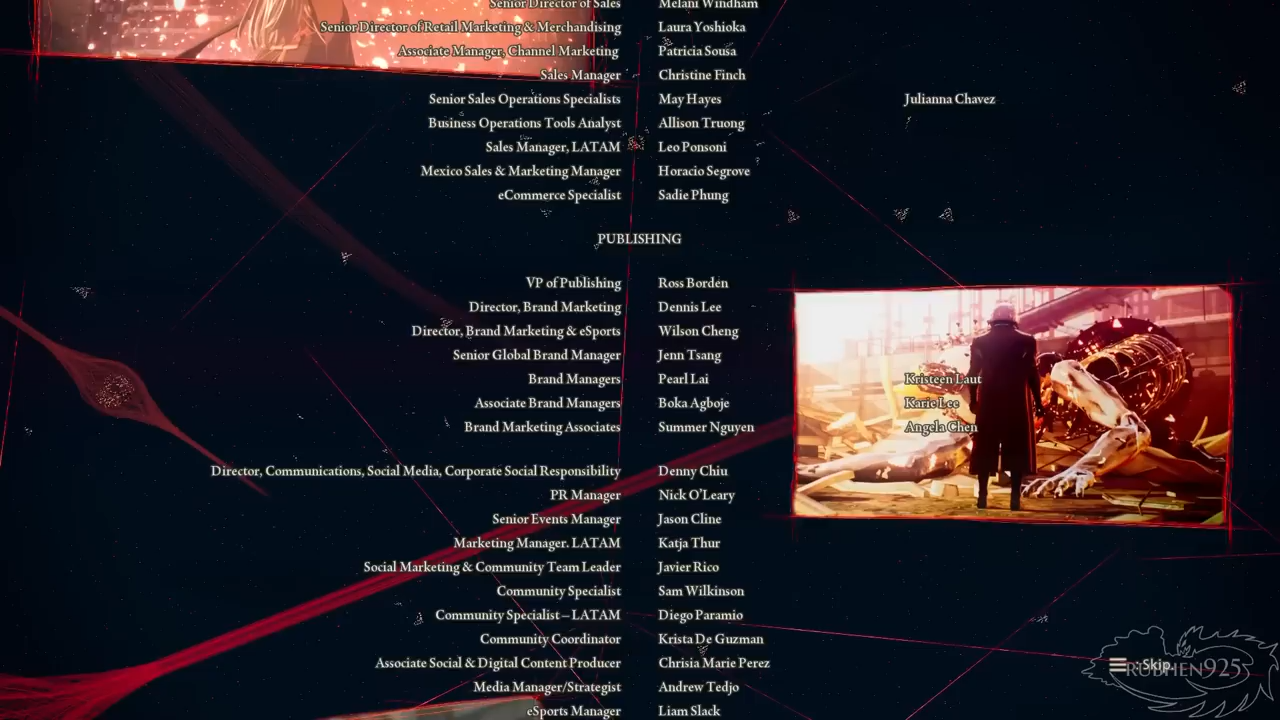 Senior Director of Sales Melani Windham
Senior Director of Retail Marketing & Merchandising Laura Yoshioka
Associate Manager, Channel Marketing Patricia Sousa
Sales Manager Christine Finch
Senior Sales Operations Specialists May Hayes Julianna Chavez
Business Operations Tools Analyst Allison Truong
Sales Manager, LATAM Leo Ponsoni
Mexico Sales & Marketing Manager Horacio Segrove
eCommerce Specialist Sadie Phung
PUBLISHING
VP of Publishing Ross Borden
Director, Brand Marketing Dennis Lee
Director, Brand Marketing & eSports Wilson Cheng
Senior Global Brand Manager Jenn Tsang
Brand Managers Pearl Lai Kristeen Laut
Associate Brand Managers Boka Agboje Karie Lee
Brand Marketing Associates Summer Nguyen Angela Chen
Director, Communications, Social Media, Corporate Social Responsibility Denny Chiu
PR Manager Nick O'Leary
Senior Events Manager Jason Cline
Marketing Manager. LATAM Katja Thur
Social Marketing & Community Team Leader Javier Rico
Community Specialist Sam Wilkinson
Community Specialist – LATAM Diego Paramio
Community Coordinator Krista De Guzman
Associate Social & Digital Content Producer Chrisia Marie Perez
Skip
RUBHEN925
Media Manager/Strategist Andrew Tedjo
eSports Manager Liam Slack